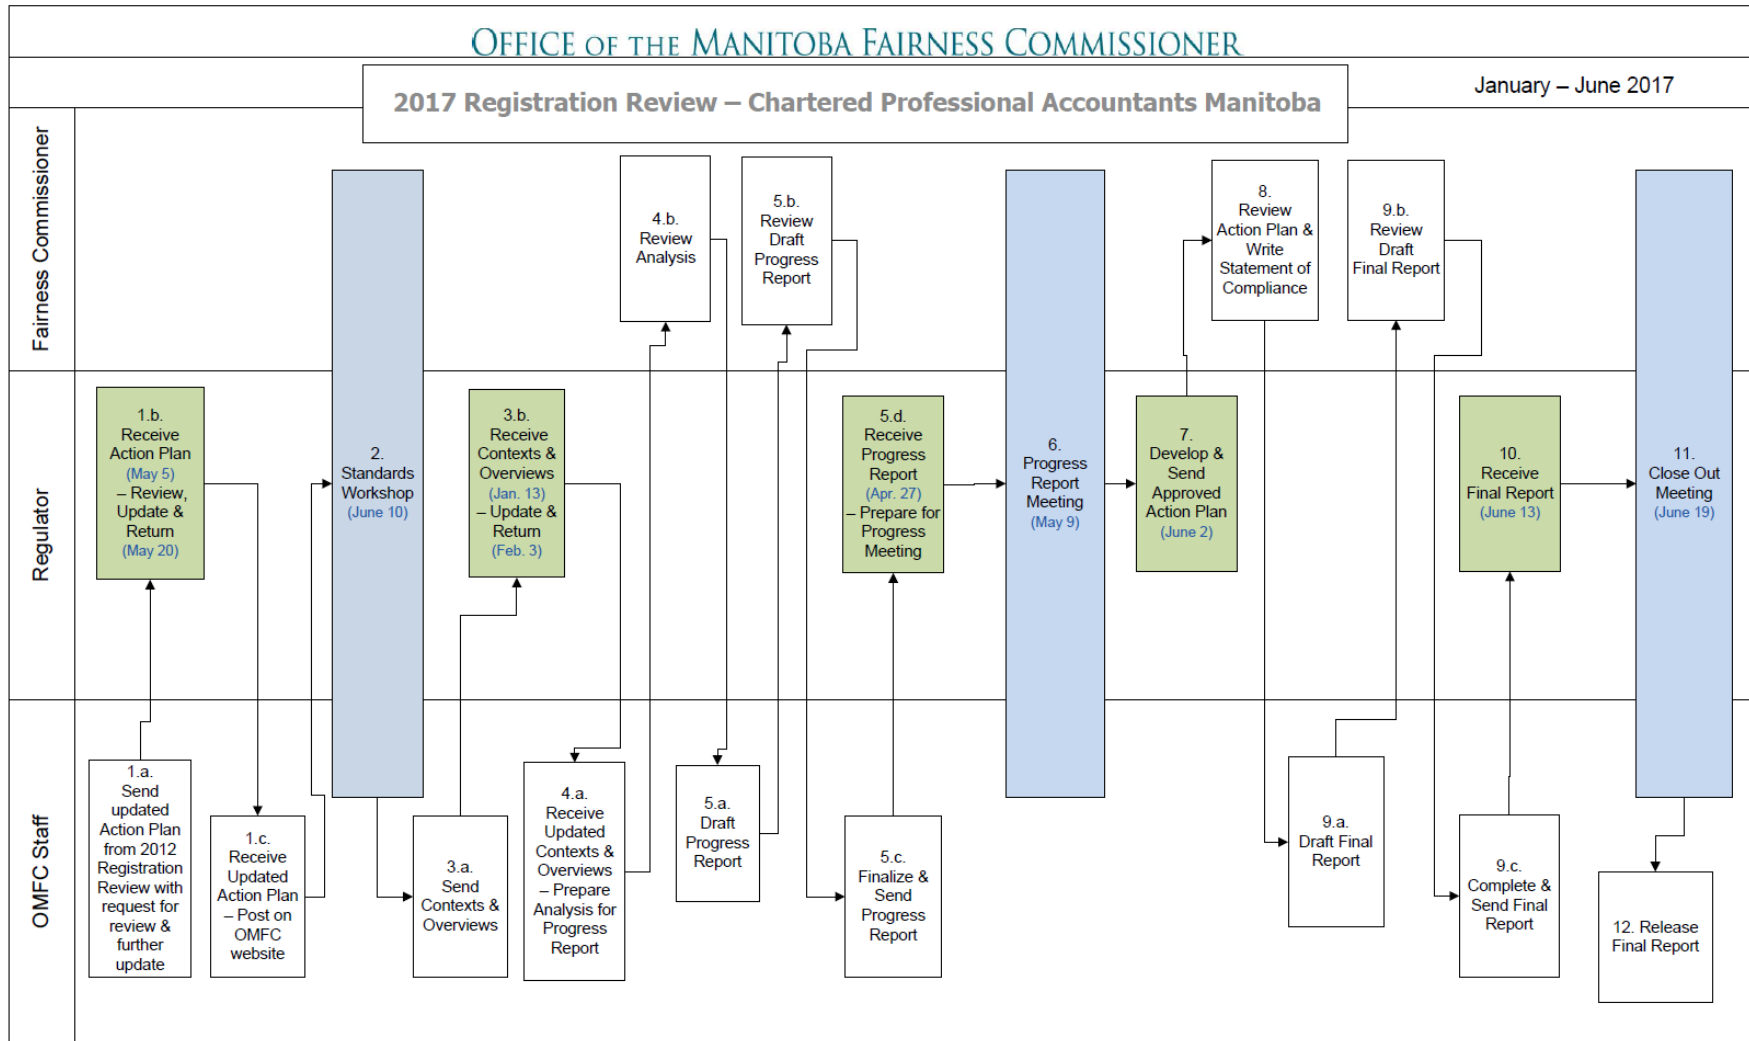 OFFICE OF THE MANITOBA FAIRNESS COMMISSIONER
2017 Registration Review – Chartered Professional Accountants Manitoba
January – June 2017
Fairness Commissioner
4.b.
Review
Analysis
5.b.
Review
Draft
Progress
Report
8.
Review
Action Plan &
Write
Statement of
Compliance
9.b.
Review
Draft
Final Report
Regulator
1.b.
Receive
Action Plan
(May 5)
– Review,
Update &
Return
(May 20)
2.
Standards
Workshop
(June 10)
3.b.
Receive
Contexts &
Overviews
(Jan. 13)
– Update &
Return
(Feb. 3)
5.d.
Receive
Progress
Report
(Apr. 27)
– Prepare for
Progress
Meeting
6.
Progress
Report
Meeting
(May 9)
7.
Develop &
Send
Approved
Action Plan
(June 2)
10.
Receive
Final Report
(June 13)
11.
Close Out
Meeting
(June 19)
OMFC Staff
1.a.
Send
updated
Action Plan
from 2012
Registration
Review with
request for
review &
further
update
1.c.
Receive
Updated
Action Plan
– Post on
OMFC
website
3.a.
Send
Contexts &
Overviews
4.a.
Receive
Updated
Contexts &
Overviews
– Prepare
Analysis for
Progress
Report
5.a.
Draft
Progress
Report
5.c.
Finalize &
Send
Progress
Report
9.a.
Draft Final
Report
9.c.
Complete &
Send Final
Report
12. Release
Final Report